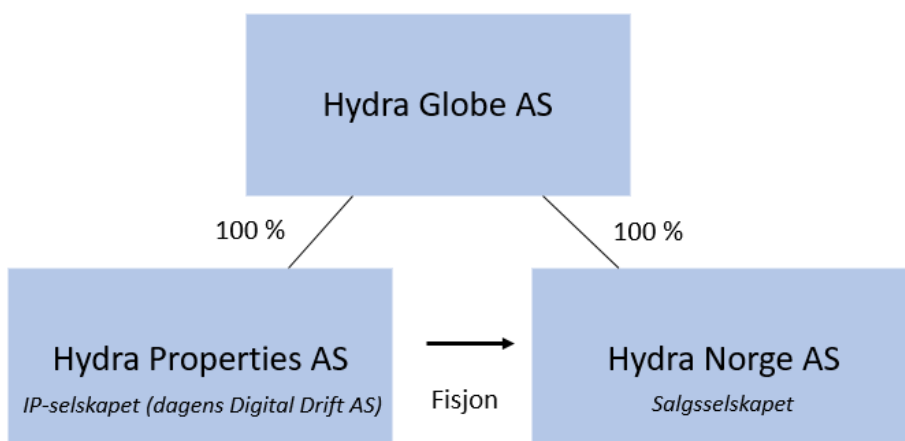 Hydra Globe AS
100 %
100 %
Hydra Properties AS
IP-selskapet (dagens Digital Drift AS)
Fisjon
Hydra Norge AS
Salgsselskapet